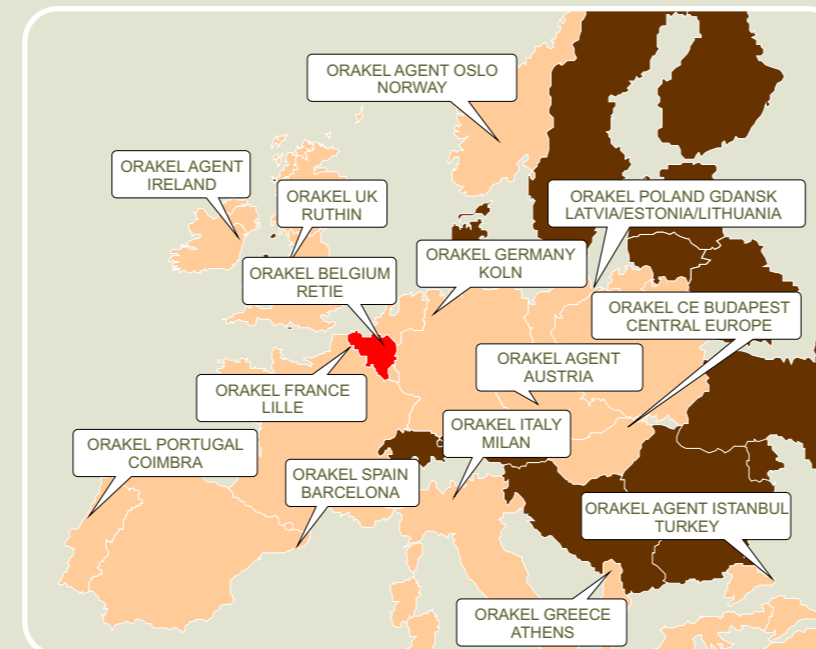 ORAKEL AGENT OSLO
NORWAY
ORAKEL AGENT
IRELAND
ORAKEL UK
RUTHIN
ORAKEL POLAND GDANSK
LATVIA/ESTONIA/LITHUANIA
ORAKEL GERMANY
KOLN
ORAKEL BELGIUM
RETIE
ORAKEL CE BUDAPEST
CENTRAL EUROPE
ORAKEL AGENT
AUSTRIA
ORAKEL FRANCE
LILLE
ORAKEL ITALY
MILAN
ORAKEL PORTUGAL
COIMBRA
ORAKEL SPAIN
BARCELONA
ORAKEL AGENT ISTANBUL
TURKEY
ORAKEL GREECE
ATHENS